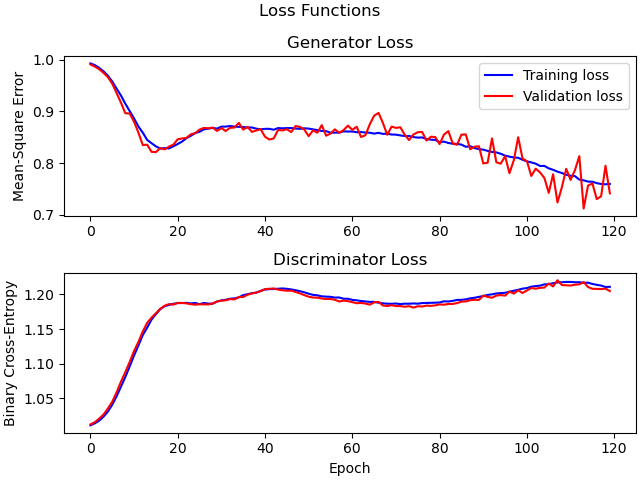 Loss Functions
Generator Loss
Mean-Square Error
1.0
0.9
0.8
0.7
Training loss
Validation loss
0 20 40 60 80 100 120
Discriminator Loss
Binary Cross-Entropy
1.20
1.15
1.10
1.05
0 20 40 60 80 100 120
Epoch